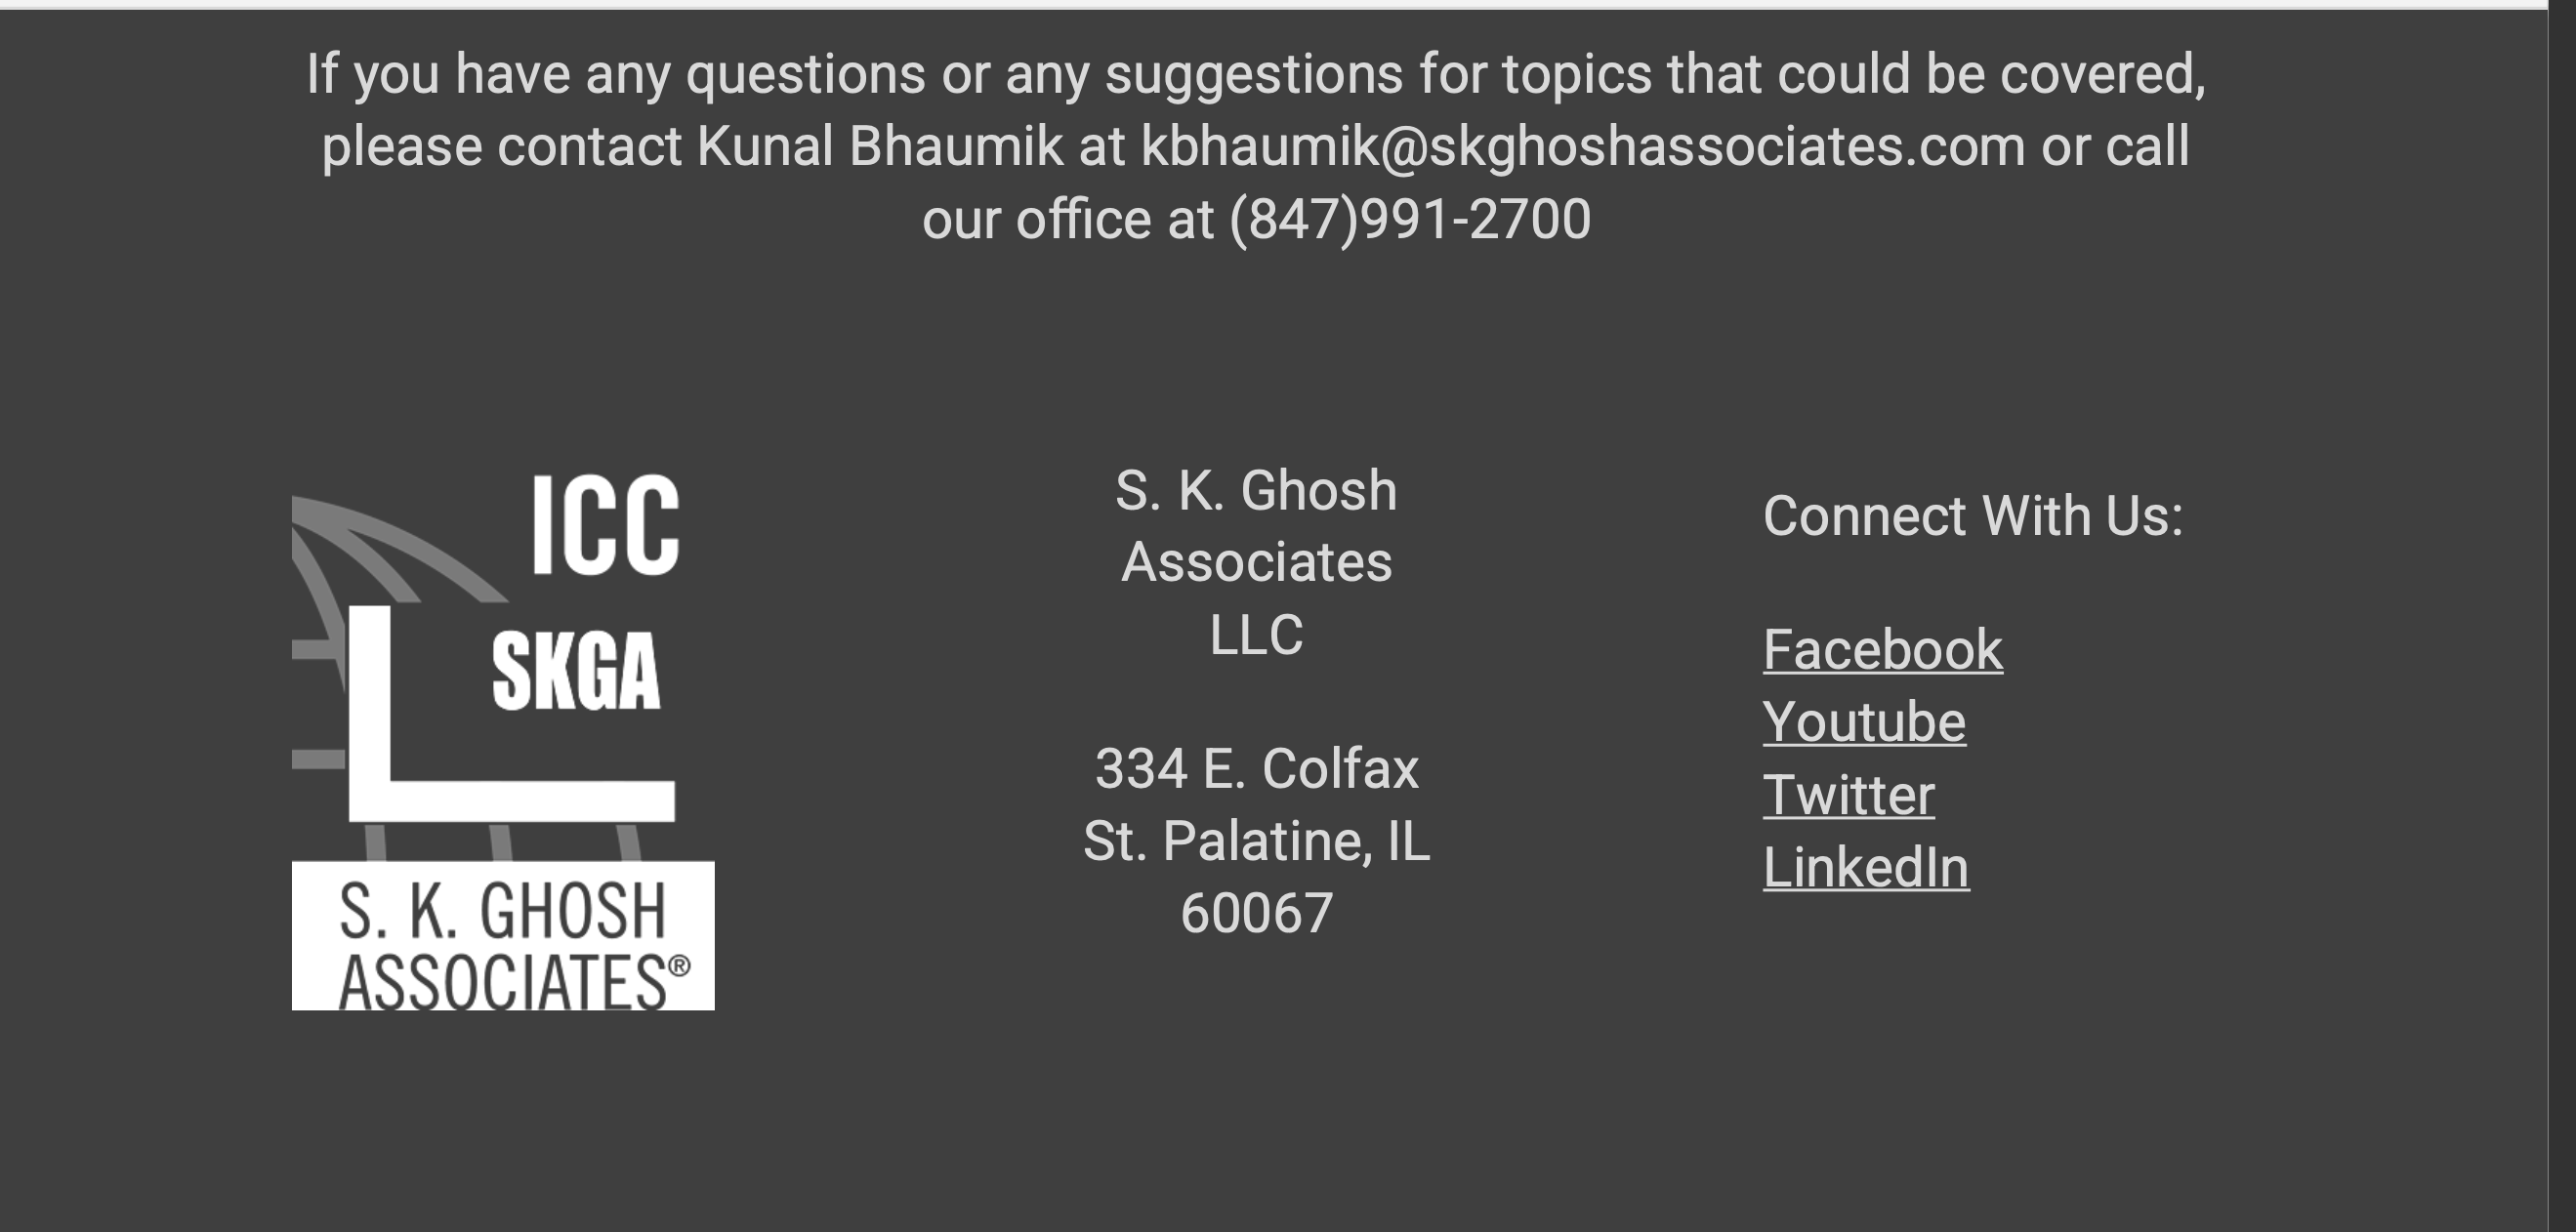 If you have any questions or any suggestions for topics that could be covered,
please contact Kunal Bhaumik at kbhaumik@skghoshassociates.com or call
our office at (847)991-2700
ICC
SKGA
S. K. GHOSH
ASSOCIATES®
S. K. Ghosh
Associates
LLC
334 E. Colfax
St. Palatine, IL
60067
Connect With Us:
Facebook
Youtube
Twitter
LinkedIn